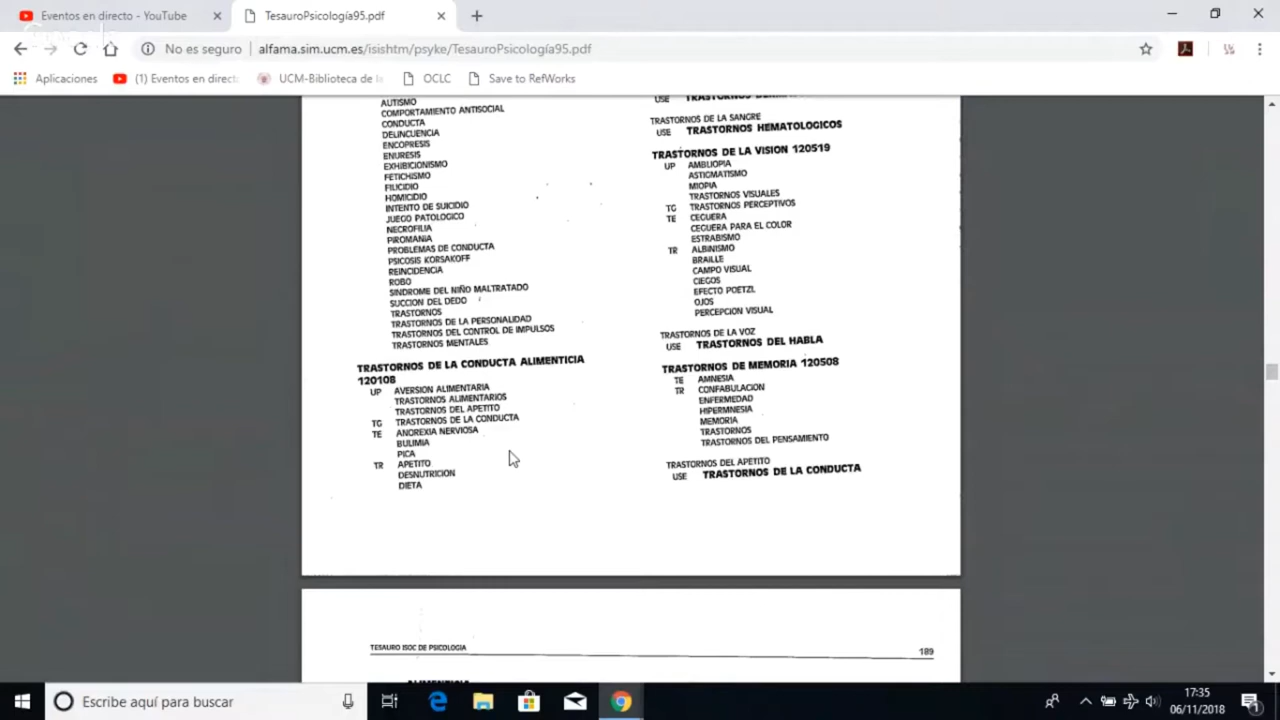 Eventos en directo - YouTube
TesauroPsicología95.pdf
No es seguro
alfama.sim.ucm.es/isishtm/psyke/TesauroPsicología95.pdf
Aplicaciones
(1) Eventos en direct
UCM-Biblioteca de la
OCLC
Save to RefWorks
AUTISMO
COMPORTAMIENTO ANTISOCIAL
CONDUCTA
DELINCUENCIA
ENCOPRESIS
ENURESIS
EXHIBICIONISMO
FETICHISMO
FILICIDIO
HOMICIDIO
INTENTO DE SUICIDIO
JUEGO PATOLOGICO
NECROFILIA
PIROMANIA
PROBLEMAS DE CONDUCTA
PSICOSIS KORSAKOFF
REINCIDENCIA
ROBO
SINDROME DEL NIÑO MALTRATADO
SUCCION DEL DEDO
TRASTORNOS
TRASTORNOS DE LA PERSONALIDAD
TRASTORNOS DEL CONTROL DE IMPULSOS
TRASTORNOS MENTALES
TRASTORNOS DE LA CONDUCTA ALIMENTICIA
120108
UP AVERSION ALIMENTARIA
TRASTORNOS ALIMENTARIOS
TRASTORNOS DEL APETITO
TG TRASTORNOS DE LA CONDUCTA
TE ANOREXIA NERVIOSA
BULIMIA
PICA
TR APETITO
DESNUTRICION
DIETA
USE
TRASTORNOS DE LA SANGRE
USE TRASTORNOS HEMATOLOGICOS
TRASTORNOS DE LA VISION 120519
UP AMBLIOPIA
ASTIGMATISMO
MIOPIA
TRASTORNOS VISUALES
TG TRASTORNOS PERCEPTIVOS
TE CEGUERA
CEGUERA PARA EL COLOR
ESTRABISMO
TR ALBINISMO
BRAILLE
CAMPO VISUAL
CIEGOS
EFECTO POETZL
OJOS
PERCEPCION VISUAL
TRASTORNOS DE LA VOZ
USE TRASTORNOS DEL HABLA
TRASTORNOS DE MEMORIA 120508
TE AMNESIA
TR CONFABULACION
ENFERMEDAD
HIPERMNESIA
MEMORIA
TRASTORNOS
TRASTORNOS DEL PENSAMIENTO
TRASTORNOS DEL APETITO
USE TRASTORNOS DE LA CONDUCTA
TESAURO ISOC DE PSICOLOGIA
189
Escribe aquí para buscar
17:35
06/11/2018
1